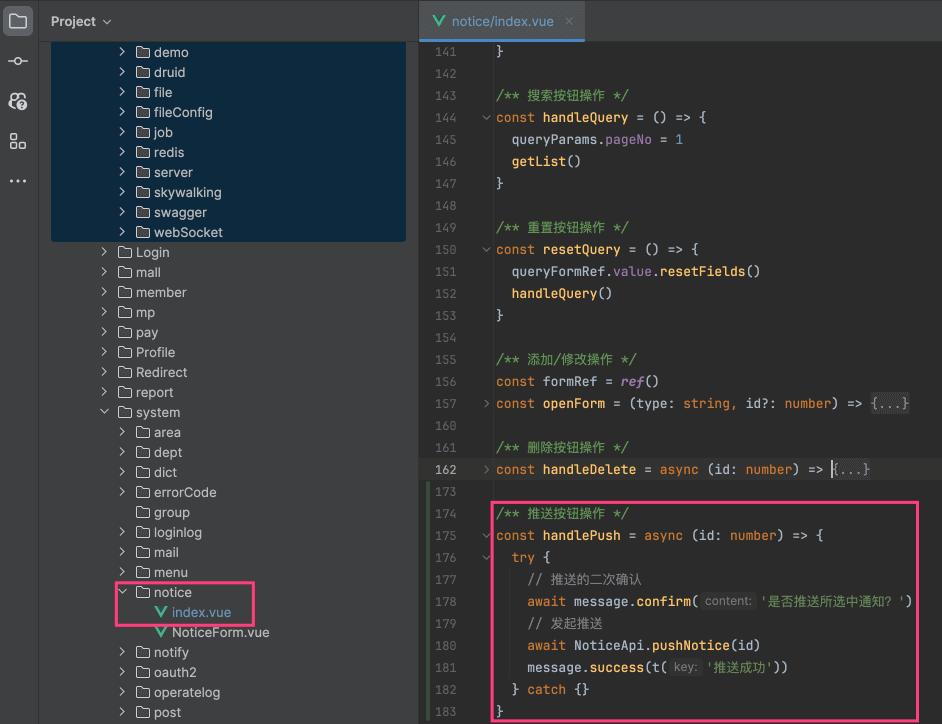 Project
demo
druid
file
fileConfig
job
redis
server
skywalking
swagger
webSocket
Login
mall
member
mp
pay
Profile
Redirect
report
system
area
dept
dict
errorCode
group
loginlog
mail
menu
notice
index.vue
NoticeForm.vue
notify
oauth2
operatelog
post
notice/index.vue
141 }
142
143 /** 搜索按钮操作 */
144 const handleQuery = () => {
145 queryParams.pageNo = 1
146 getList()
147 }
148
149 /** 重置按钮操作 */
150 const resetQuery = () => {
151 queryFormRef.value.resetFields()
152 handleQuery()
153 }
154
155 /** 添加/修改操作 */
156 const formRef = ref()
157 const openForm = (type: string, id?: number) => {...}
160
161 /** 删除按钮操作 */
162 const handleDelete = async (id: number) => {...}
173
174 /** 推送按钮操作 */
175 const handlePush = async (id: number) => {
176 try {
177 // 推送的二次确认
178 await message.confirm( content: '是否推送所选中通知？')
179 // 发起推送
180 await NoticeApi.pushNotice(id)
181 message.success(t( key: '推送成功'))
182 } catch {}
183 }